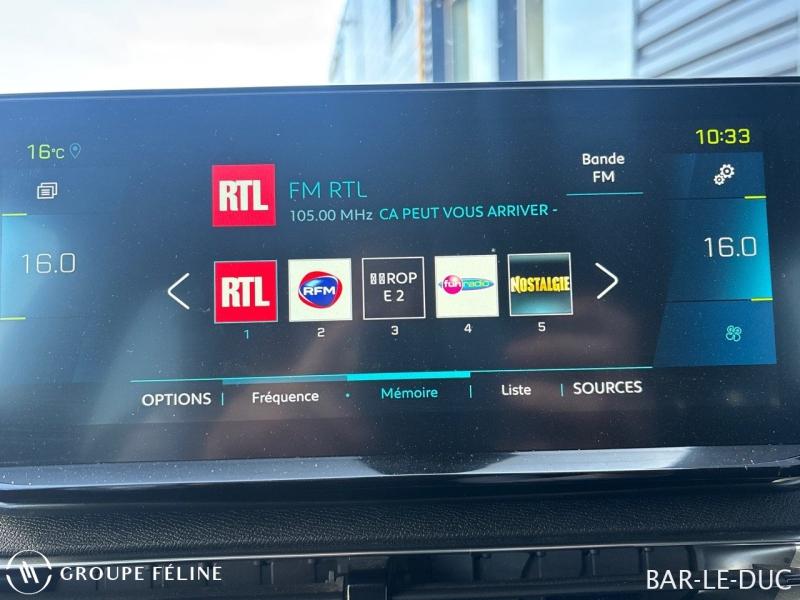 10:33
16°C
Bande
FM
RTL
FM RTL
105.00 MHz CA PEUT VOUS ARRIVER -
16.0
16.0
RTL
RFM
ROP
E 2
fun radio
NOSTALGIE
1
2
3
4
5
OPTIONS
Fréquence
Mémoire
Liste
SOURCES
GROUPE FÉLINE
BAR-LE-DUC